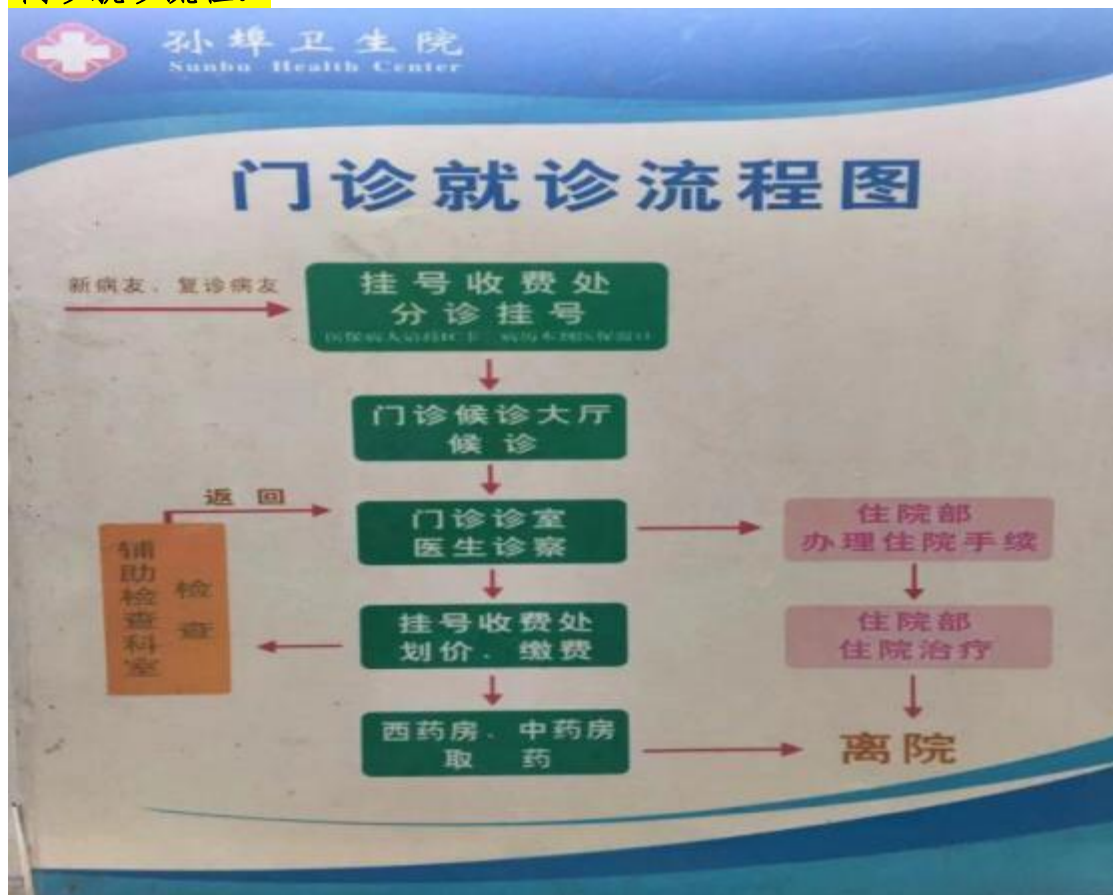 孙埠卫生院
Sunbu Health Center
门诊就诊流程图
新病友、复诊病友
挂号收费处
分诊挂号
门诊候诊大厅
候诊
返回
门诊诊室
医生诊察
住院部
办理住院手续
辅助检查科室
检查
挂号收费处
划价、缴费
住院部
住院治疗
西药房、中药房
取药
离院